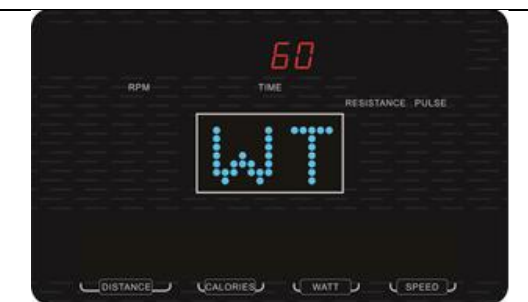 60
RPM TIME
RESISTANCE PULSE
WT
DISTANCE CALORIES WATT SPEED